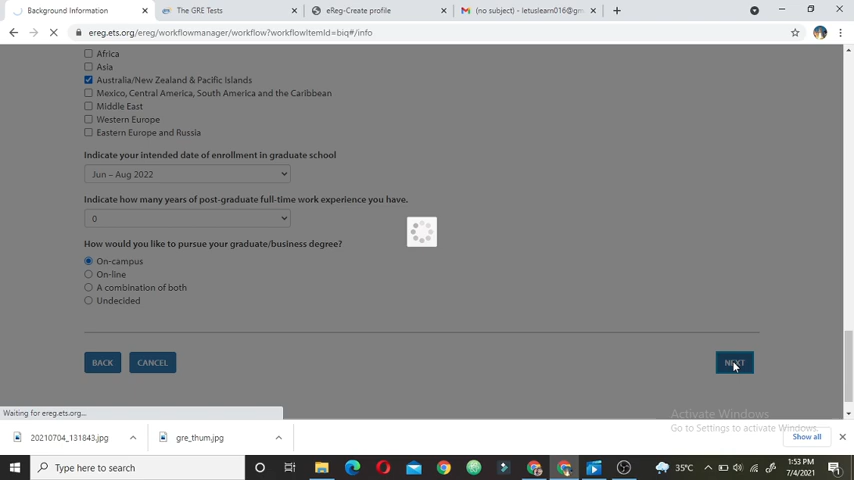 Background Information
The GRE Tests
eReg-Create profile
(no subject) - letuslearn016@gm
ereg.ets.org/ereg/workflowmanager/workflow?workflowItemId=biq#/info
Africa
Asia
Australia/New Zealand & Pacific Islands
Mexico, Central America, South America and the Caribbean
Middle East
Western Europe
Eastern Europe and Russia
Indicate your intended date of enrollment in graduate school
Jun – Aug 2022
Indicate how many years of post-graduate full-time work experience you have.
0
How would you like to pursue your graduate/business degree?
On-campus
On-line
A combination of both
Undecided
BACK CANCEL NEXT
Waiting for ereg.ets.org...
Activate Windows
Go to Settings to activate Windows.
20210704_131843.jpg gre_thum.jpg Show all
Type here to search
35°C
1:53 PM
7/4/2021